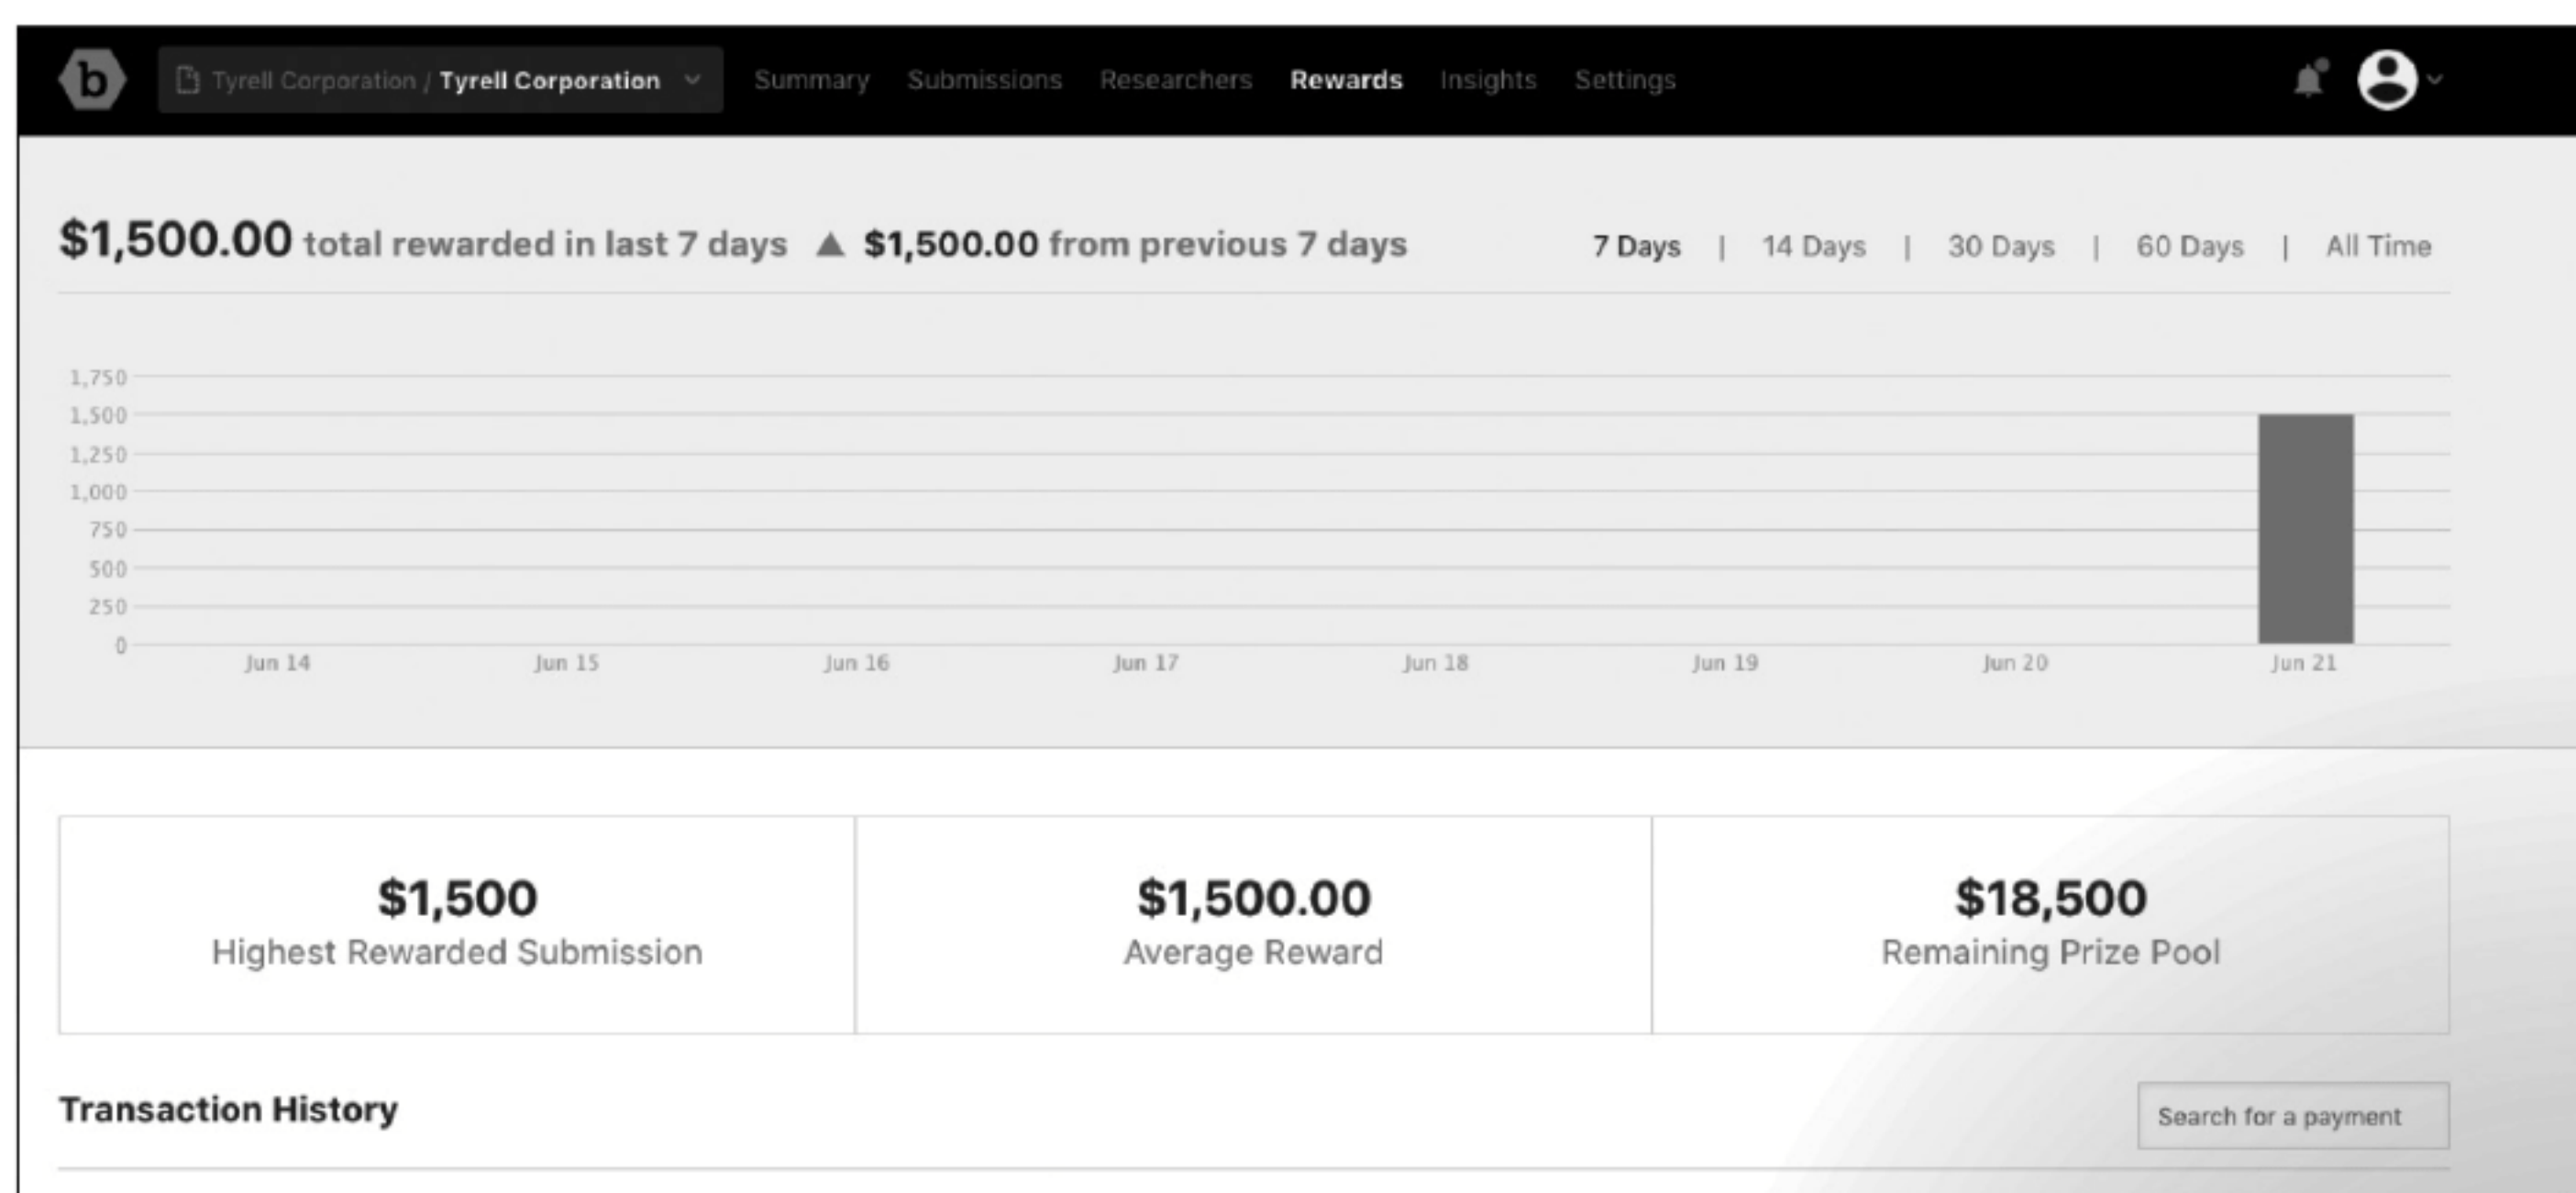 b Tyrell Corporation / Tyrell Corporation Summary Submissions Researchers Rewards Insights Settings
$1,500.00 total rewarded in last 7 days ▲ $1,500.00 from previous 7 days 7 Days | 14 Days | 30 Days | 60 Days | All Time
1,750
1,500
1,250
1,000
750
500
250
0
Jun 14 Jun 15 Jun 16 Jun 17 Jun 18 Jun 19 Jun 20 Jun 21
$1,500
Highest Rewarded Submission
$1,500.00
Average Reward
$18,500
Remaining Prize Pool
Transaction History
Search for a payment